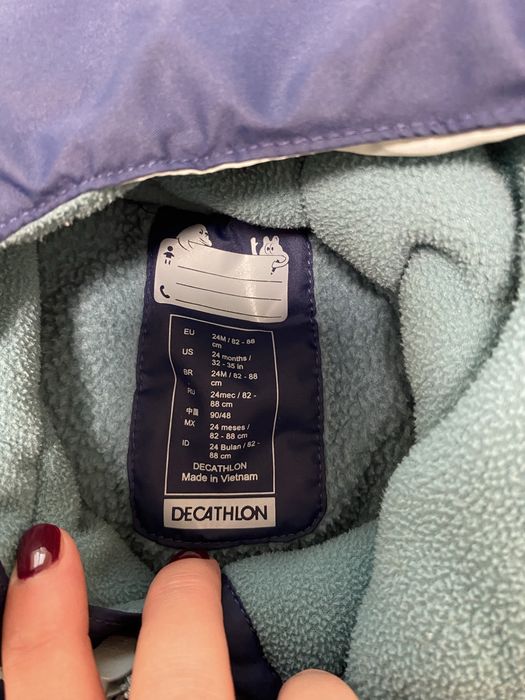 EU 24M / 82 - 88
cm
US 24 months /
32 - 35 in
BR 24M / 82 - 88
cm
RU 24мес / 82 -
88 cm
中国 90/48
MX 24 meses /
82 - 88 cm
ID 24 Bulan / 82 -
88 cm
DECATHLON
Made in Vietnam
DECATHLON